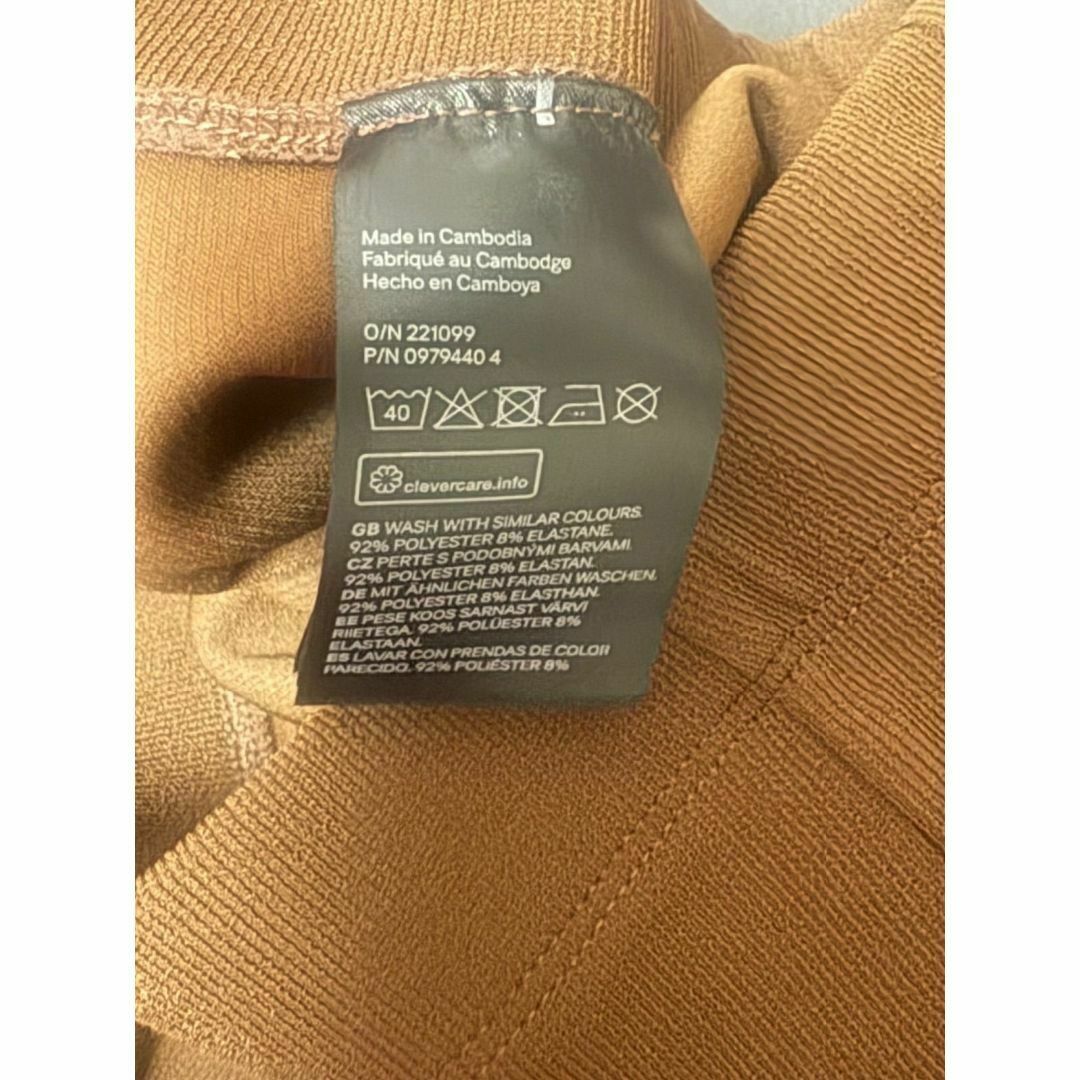 Made in Cambodia
Fabriqué au Cambodge
Hecho en Camboya
O/N 221099
P/N 0979440 4
40
clevercare.info
GB WASH WITH SIMILAR COLOURS.
92% POLYESTER 8% ELASTANE.
CZ PERTE S PODOBNÝMI BARVAMI.
92% POLYESTER 8% ELASTAN.
DE MIT ÄHNLICHEN FARBEN WASCHEN.
92% POLYESTER 8% ELASTHAN.
EE PESE KOOS SARNAST VÄRVI
RIIETEGA. 92% POLÜESTER 8%
ELASTAAN.
ES LAVAR CON PRENDAS DE COLOR
PARECIDO. 92% POLIÉSTER 8%